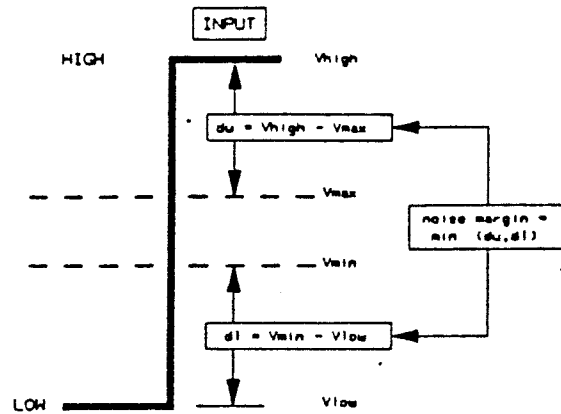 INPUT
HIGH
Vhigh
du = Vhigh - Vmax
Vmax
noise margin =
min (du,dl)
Vmin
dl = Vmin - Vlow
LOW
Vlow